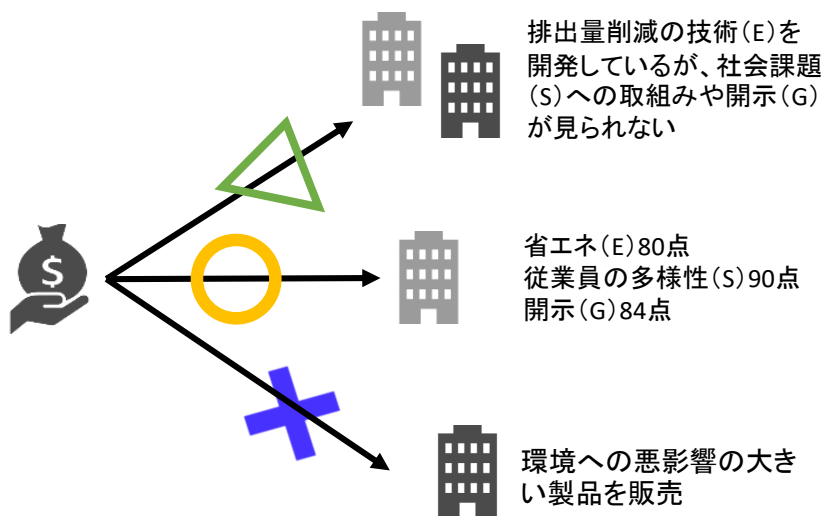 排出量削減の技術（E）を
開発しているが、社会課題
（S）への取組みや開示（G）
が見られない
$
省エネ（E）80点
従業員の多様性（S）90点
開示（G）84点
環境への悪影響の大き
い製品を販売